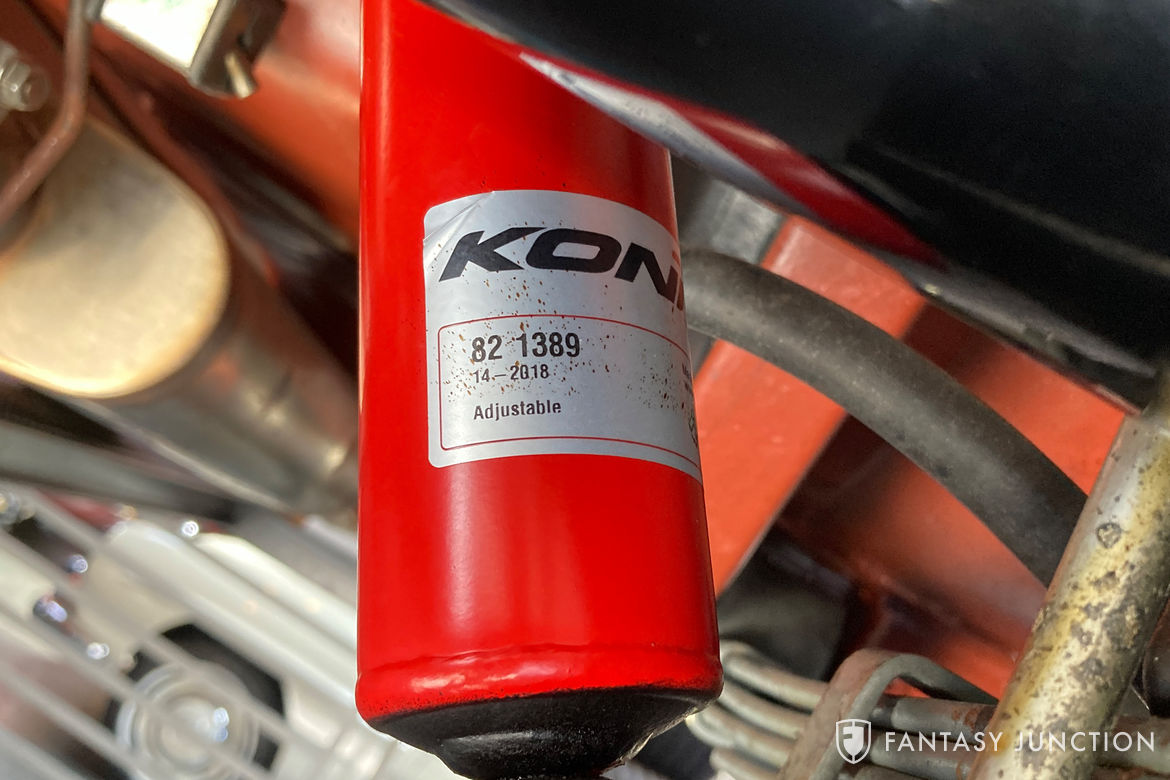 KONI
82 1389
14-2018
Adjustable
FANTASY JUNCTION